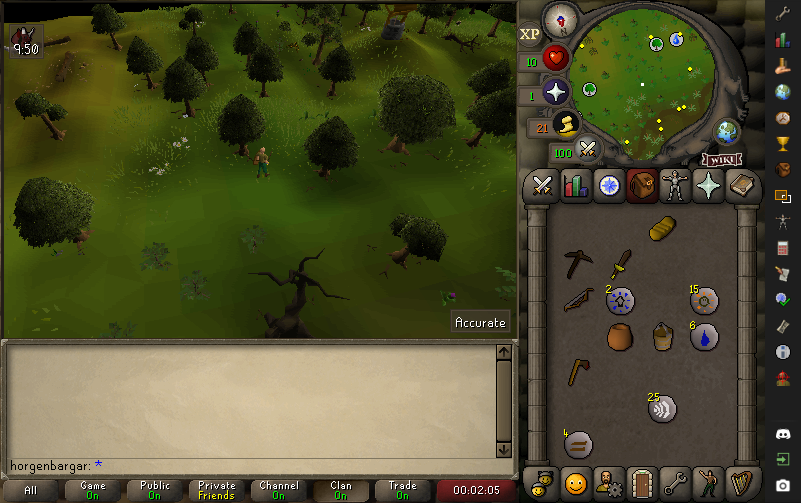 9:50
XP
N
10
1
21
100
WIKI
Accurate
2
15
6
25
4
horgenbargar: *
All
Game
On
Public
On
Private
Friends
Channel
On
Clan
On
Trade
On
00:02:05